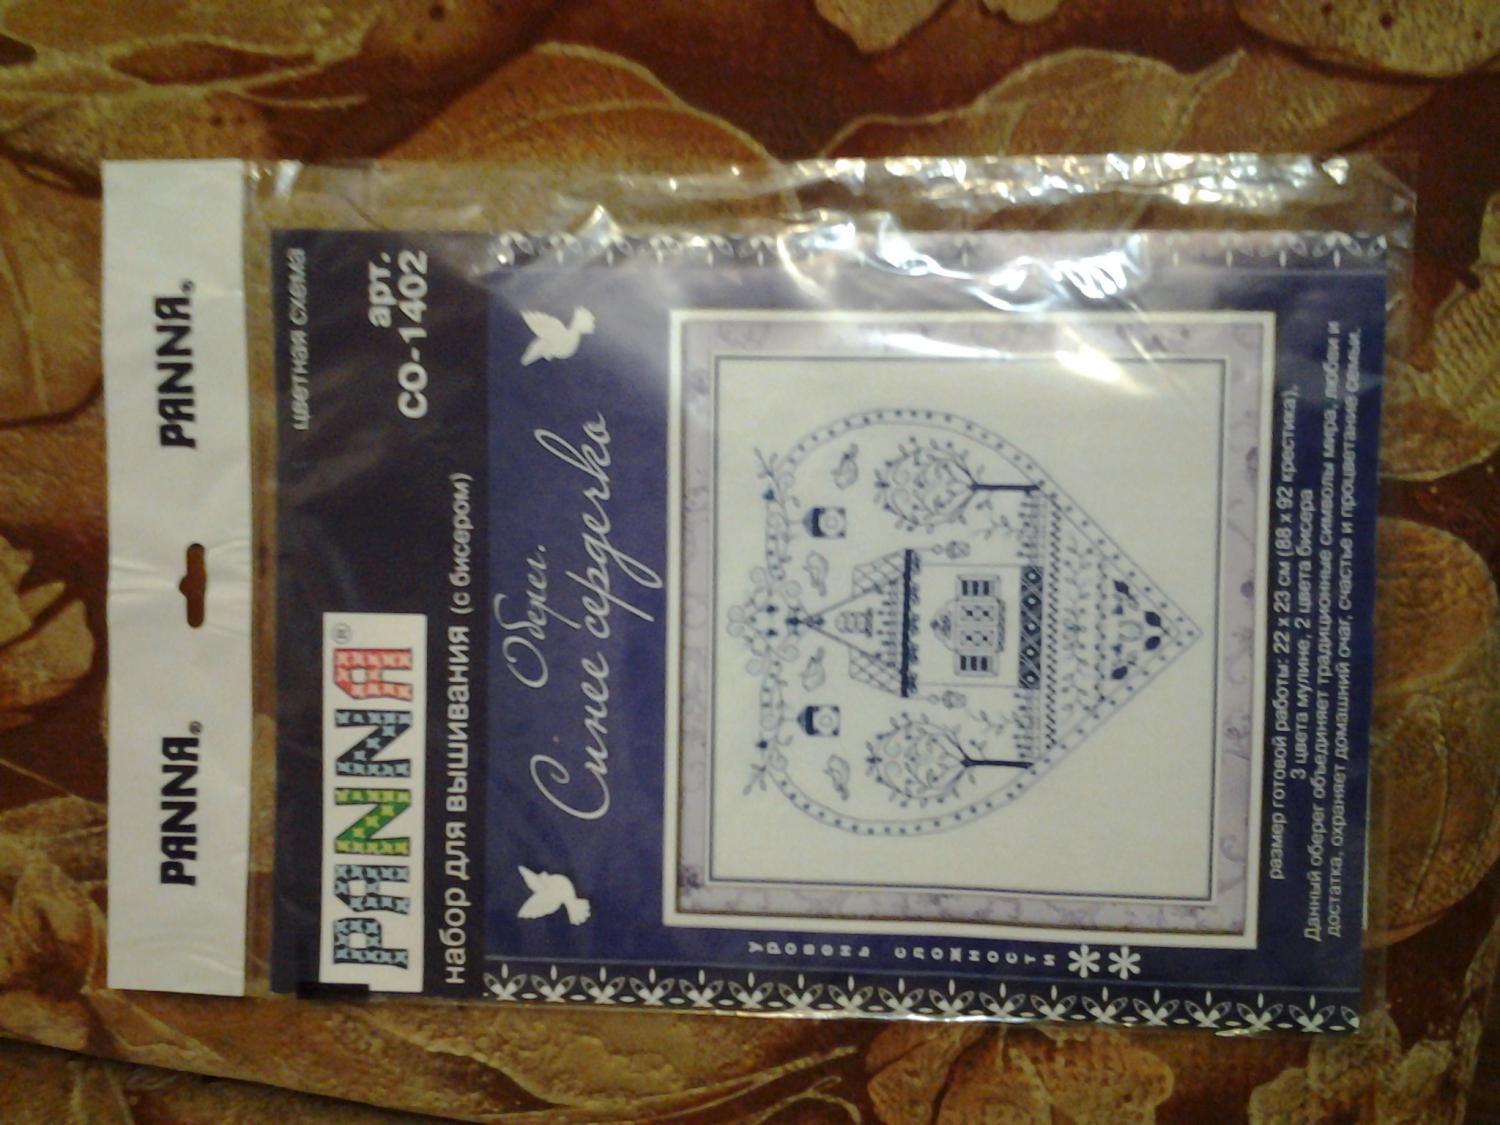 PANNA® PANNA®
цветная схема
PANNA®
арт.
СО-1402
набор для вышивания (с бисером)
Оберег.
Синее сердечко
уровень сложности
**
размер готовой работы: 22 x 23 см (88 x 92 крестика).
3 цвета мулине, 2 цвета бисера
Данный оберег объединяет традиционные символы мира, любви и
достатка, охраняет домашний очаг, счастье и процветание семьи.